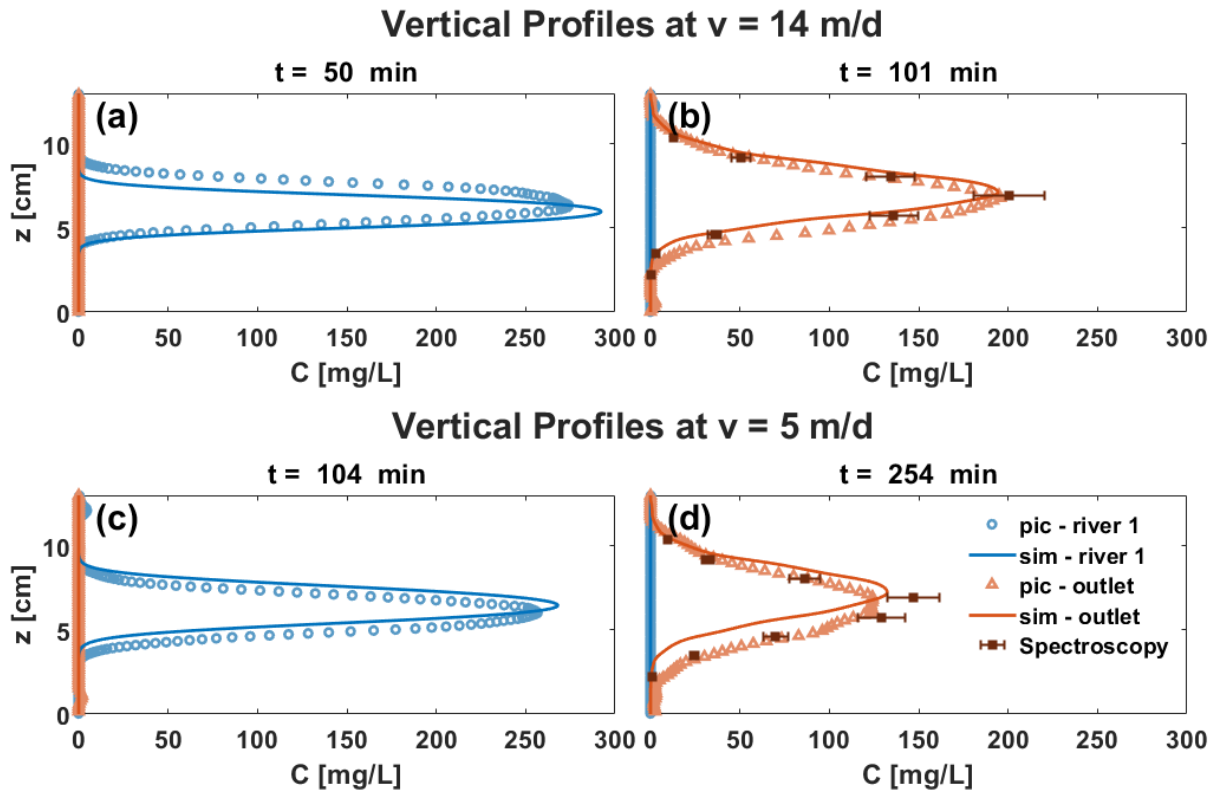 Vertical Profiles at v = 14 m/d
t = 50 min
t = 101 min
(a)
(b)
z [cm]
10
5
0
0 50 100 150 200 250 300
0 50 100 150 200 250 300
C [mg/L]
C [mg/L]
Vertical Profiles at v = 5 m/d
t = 104 min
t = 254 min
(c)
(d)
z [cm]
10
5
0
pic - river 1
sim - river 1
pic - outlet
sim - outlet
Spectroscopy
0 50 100 150 200 250 300
0 50 100 150 200 250 300
C [mg/L]
C [mg/L]